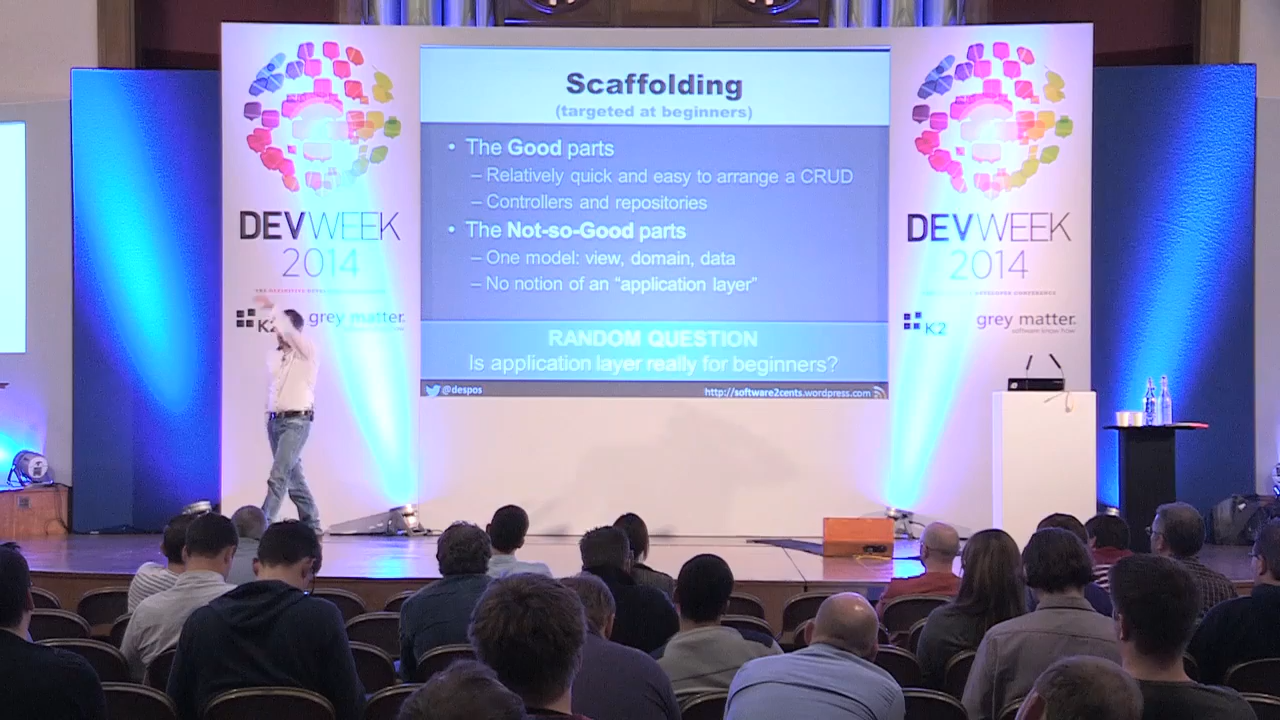 Scaffolding
(targeted at beginners)
• The Good parts
– Relatively quick and easy to arrange a CRUD
– Controllers and repositories
• The Not-so-Good parts
– One model: view, domain, data
– No notion of an “application layer”
RANDOM QUESTION
Is application layer really for beginners?
@despos
http://software2cents.wordpress.com
DEVWEEK
2014
K2
grey matter
DEVWEEK
2014
K2
grey matter
software know how